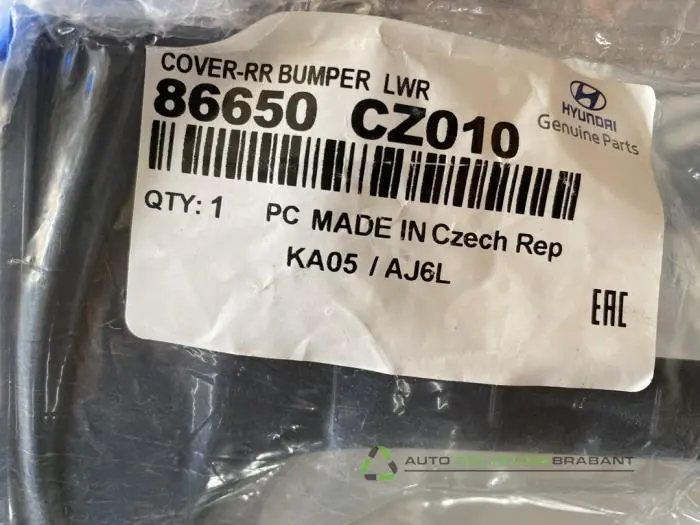 COVER-RR BUMPER LWR
86650 CZ010
HYUNDAI
Genuine Parts
QTY: 1 PC MADE IN Czech Rep
KA05 / AJ6L
EAC
AUTO BRABANT